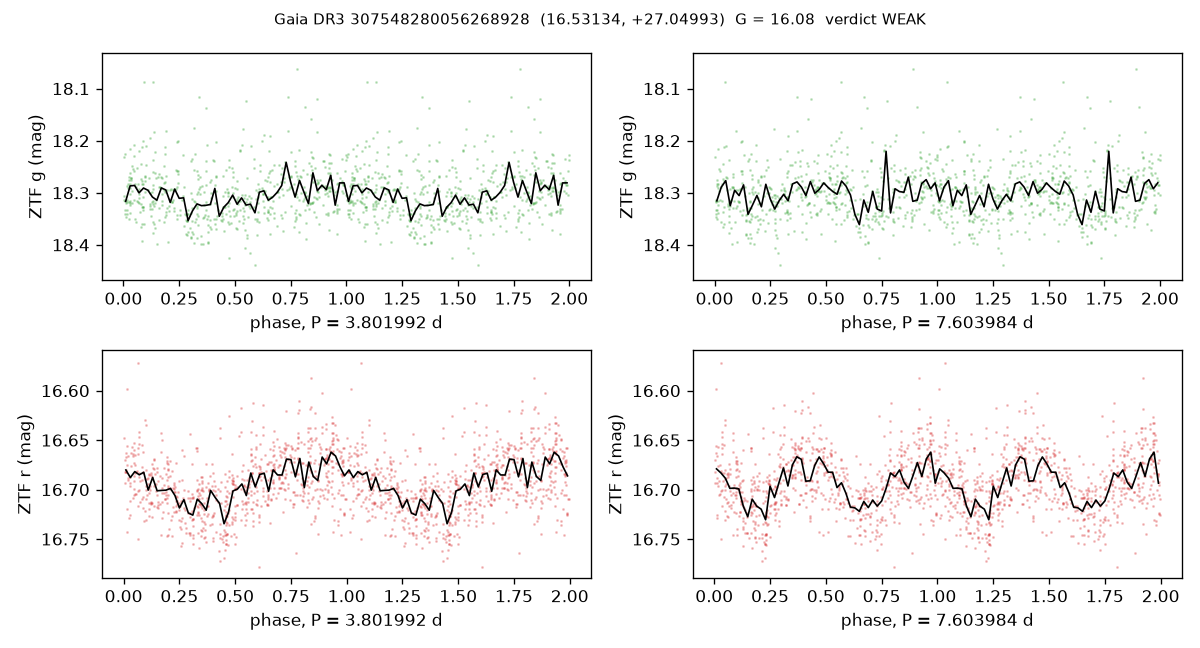 Gaia DR3 307548280056268928  (16.53134, +27.04993)  G = 16.08  verdict WEAK
ZTF g (mag)
18.1
18.2
18.3
18.4
0.00 0.25 0.50 0.75 1.00 1.25 1.50 1.75 2.00
phase, P = 3.801992 d
ZTF g (mag)
18.1
18.2
18.3
18.4
0.00 0.25 0.50 0.75 1.00 1.25 1.50 1.75 2.00
phase, P = 7.603984 d
ZTF r (mag)
16.60
16.65
16.70
16.75
0.00 0.25 0.50 0.75 1.00 1.25 1.50 1.75 2.00
phase, P = 3.801992 d
ZTF r (mag)
16.60
16.65
16.70
16.75
0.00 0.25 0.50 0.75 1.00 1.25 1.50 1.75 2.00
phase, P = 7.603984 d